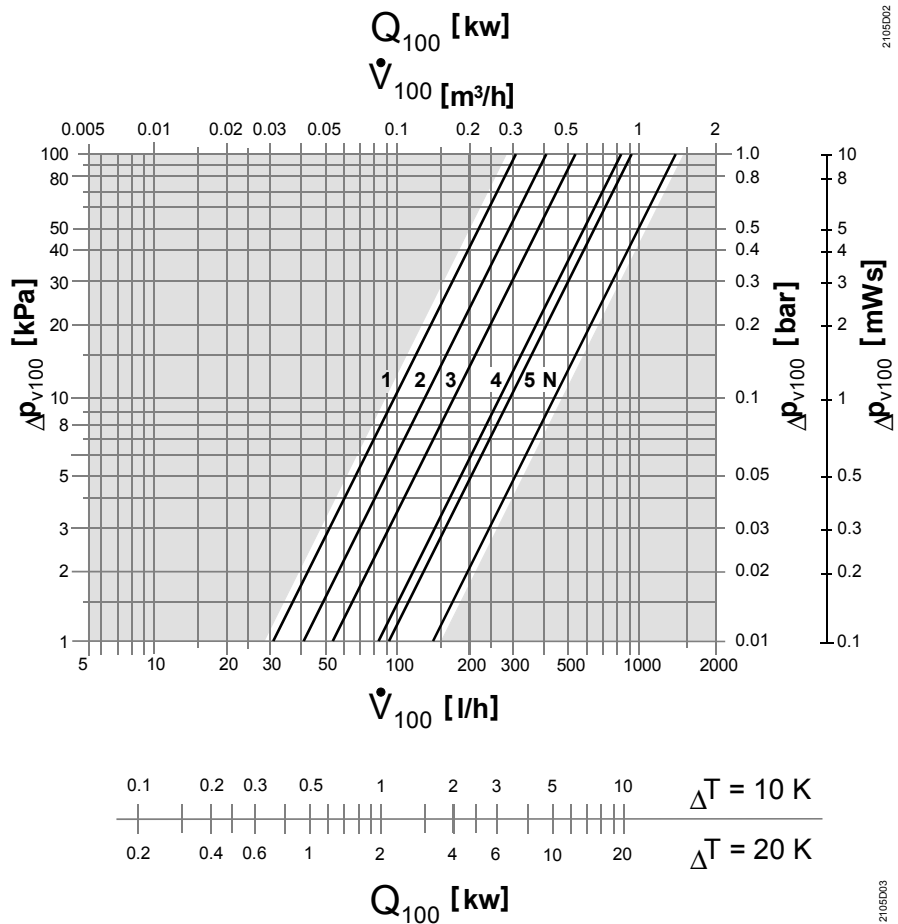 Q100 [kw]
2105D02
V̇100 [m³/h]
0.005 0.01 0.02 0.03 0.05 0.1 0.2 0.3 0.5 1 2
100 1.0 10
80 0.8 8
50 0.5 5
40 0.4 4
30 0.3 3
20 0.2 2
1 2 3 4 5 N
10 0.1 1
8
5 0.05 0.5
3 0.03 0.3
2 0.02 0.2
1 0.01 0.1
Δpv100 [kPa]
Δpv100 [bar]
Δpv100 [mWs]
5 10 20 30 50 100 200 300 500 1000 2000
V̇100 [l/h]
0.1 0.2 0.3 0.5 1 2 3 5 10 ΔT = 10 K
0.2 0.4 0.6 1 2 4 6 10 20 ΔT = 20 K
Q100 [kw]
2105D03